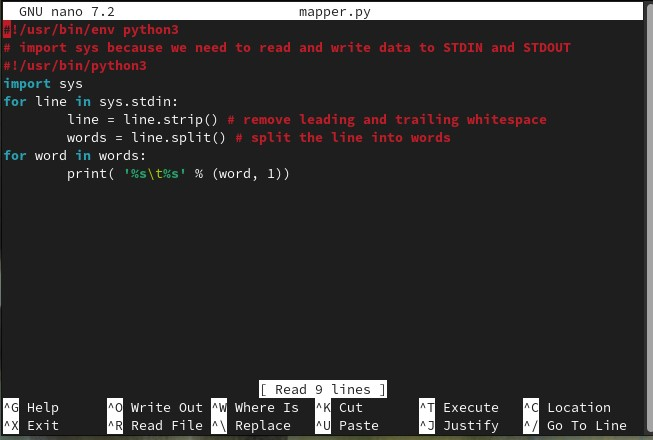 GNU nano 7.2 mapper.py
#!/usr/bin/env python3
# import sys because we need to read and write data to STDIN and STDOUT
#!/usr/bin/python3
import sys
for line in sys.stdin:
        line = line.strip() # remove leading and trailing whitespace
        words = line.split() # split the line into words
for word in words:
        print( '%s\t%s' % (word, 1))
[ Read 9 lines ]
^G Help ^O Write Out ^W Where Is ^K Cut ^T Execute ^C Location
^X Exit ^R Read File ^\ Replace ^U Paste ^J Justify ^/ Go To Line